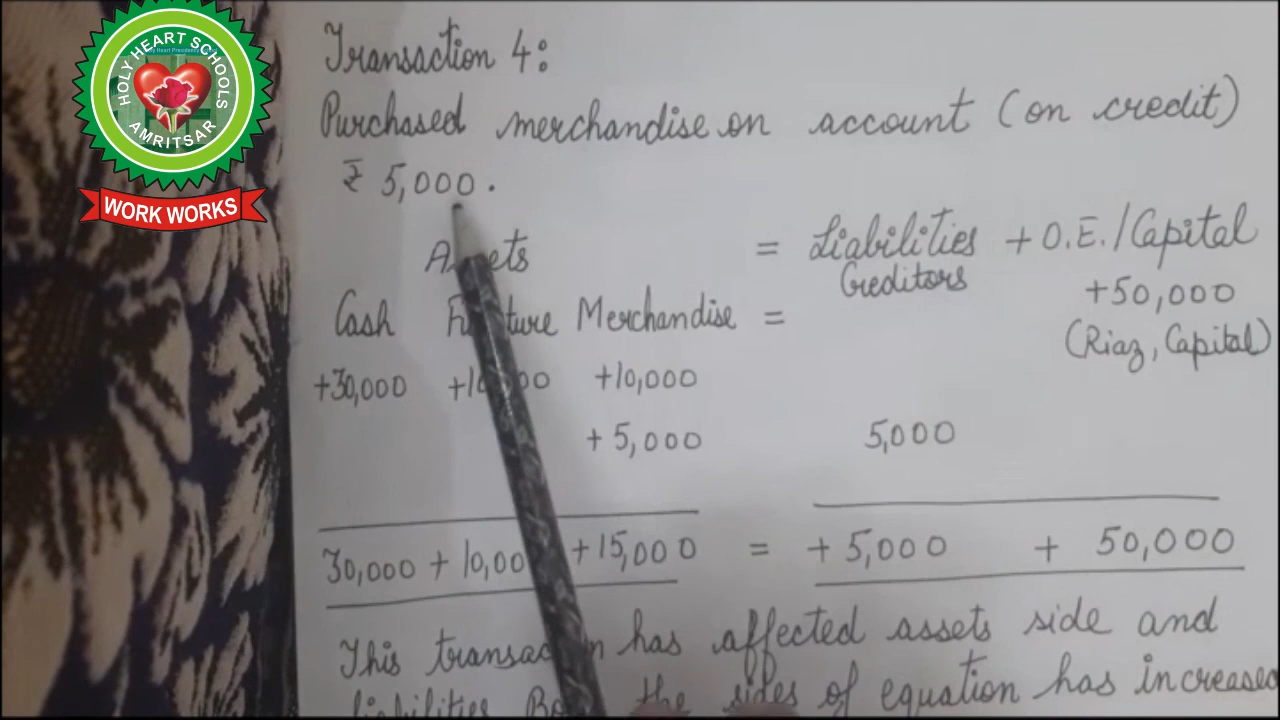 HOLY HEART SCHOOLS
AMRITSAR
WORK WORKS
Transaction 4:
Purchased merchandise on account (on credit)
₹ 5,000.
= Liabilities + O.E./Capital
Creditors +50,000
Cash Merchandise = (Riaz, Capital)
+30,000 +10,000
+ 5,000 5,000
30,000 + +15,000 = + 5,000 + 50,000
This has affected assets side and
liabilities the sides of equation has increased